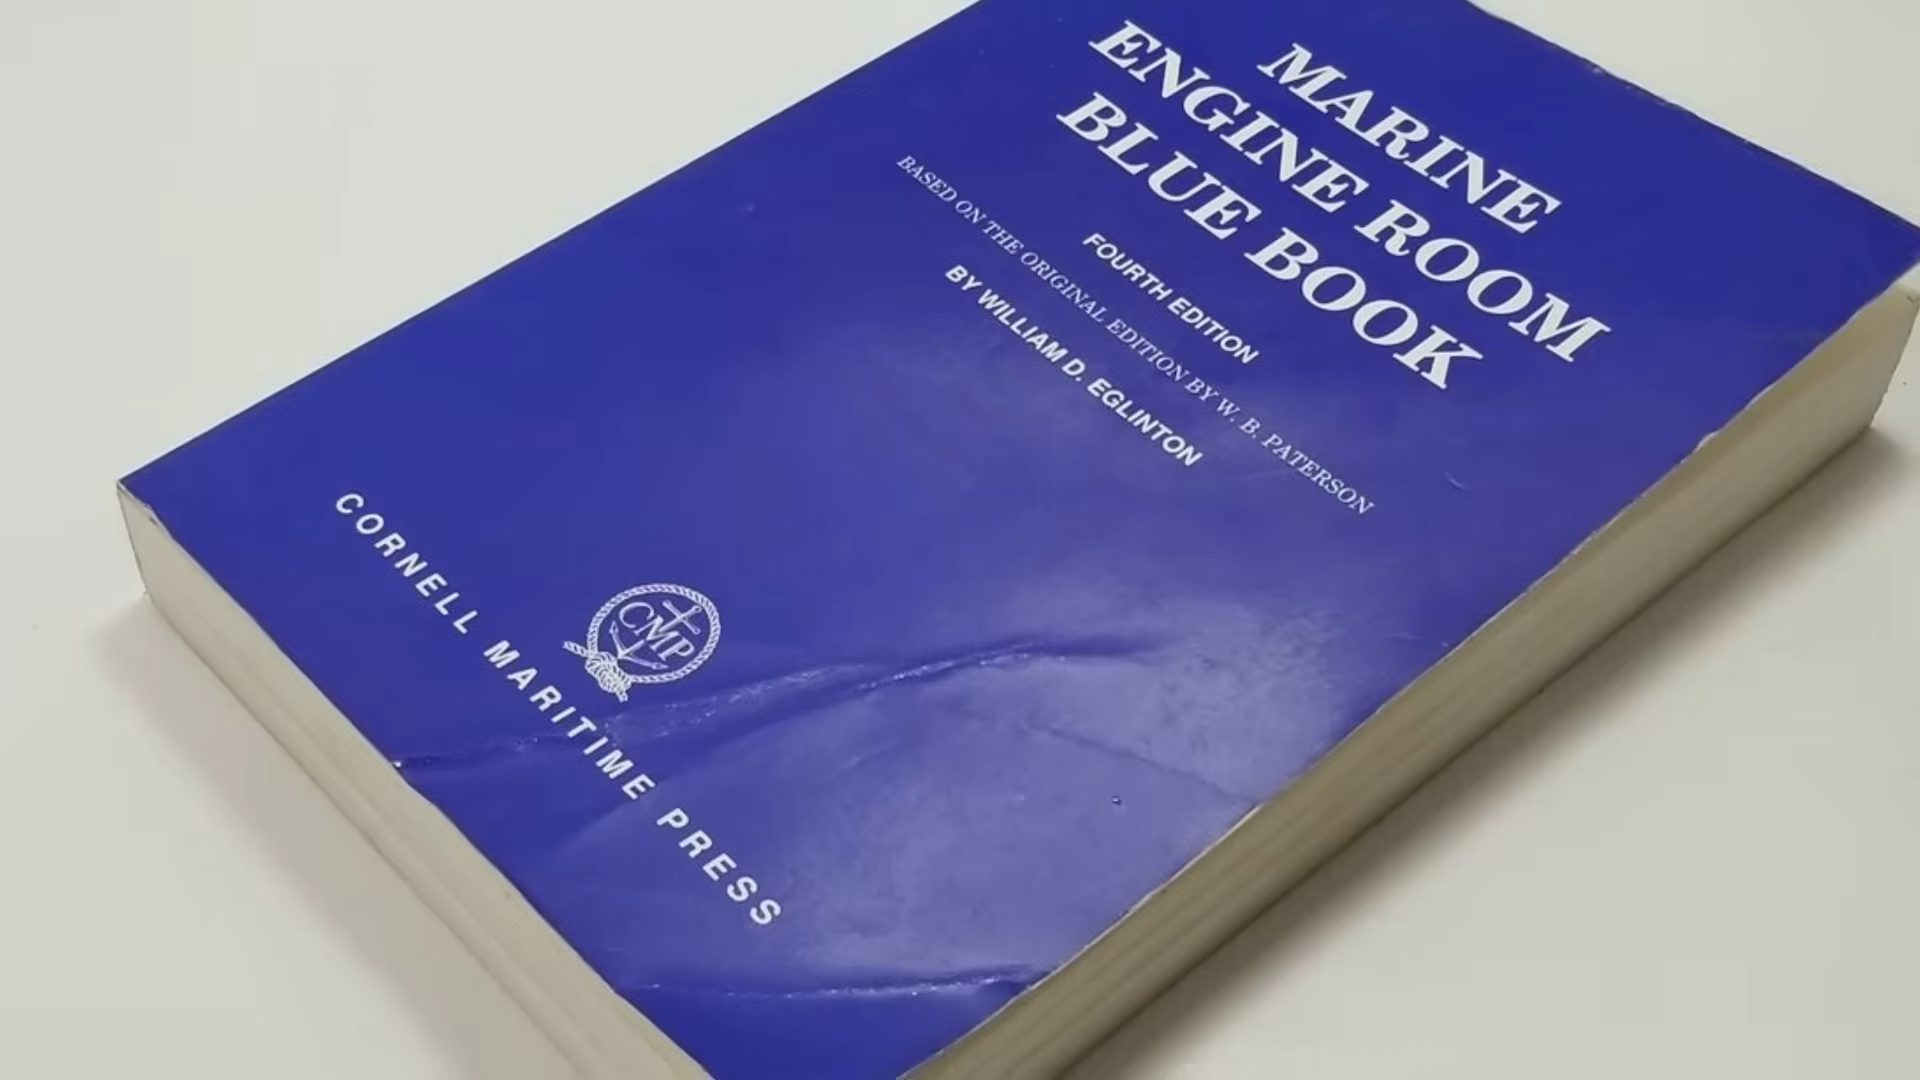 MARINE
ENGINE ROOM
BLUE BOOK
FOURTH EDITION
BASED ON THE ORIGINAL EDITION BY W. B. PATERSON
BY WILLIAM D. EGLINTON
CMP
CORNELL MARITIME PRESS